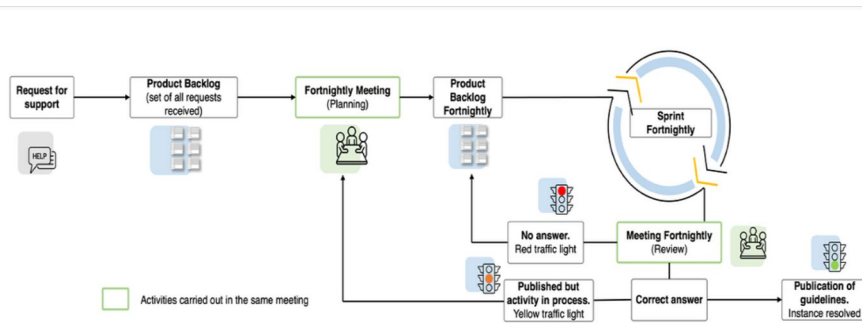 Request for
support
HELP
Product Backlog
(set of all requests
received)
Fortnightly Meeting
(Planning)
Product
Backlog
Fortnightly
Sprint
Fortnightly
No answer.
Red traffic light
Meeting Fortnightly
(Review)
Published but
activity in process.
Yellow traffic light
Correct answer
Publication of
guidelines.
Instance resolved
Activities carried out in the same meeting